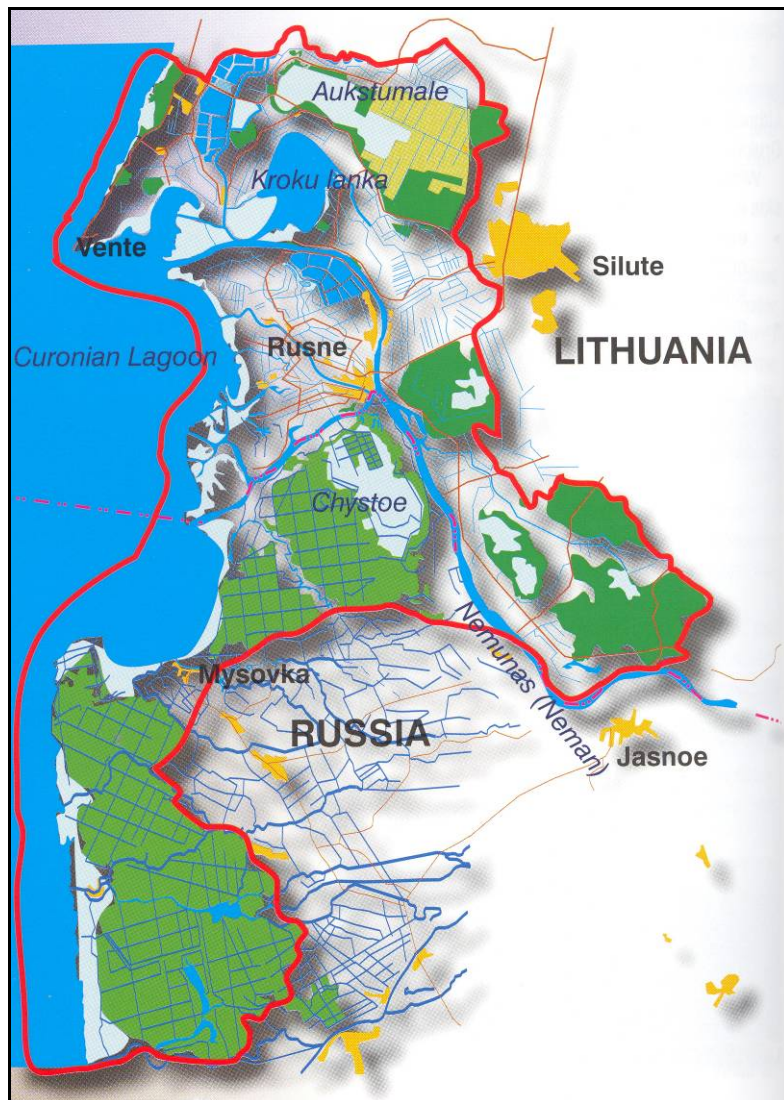 Aukstumale
Kroku lanka
Vente
Silute
Rusne
LITHUANIA
Curonian Lagoon
Chystoe
Nemunas (Neman)
Mysovka
RUSSIA
Jasnoe